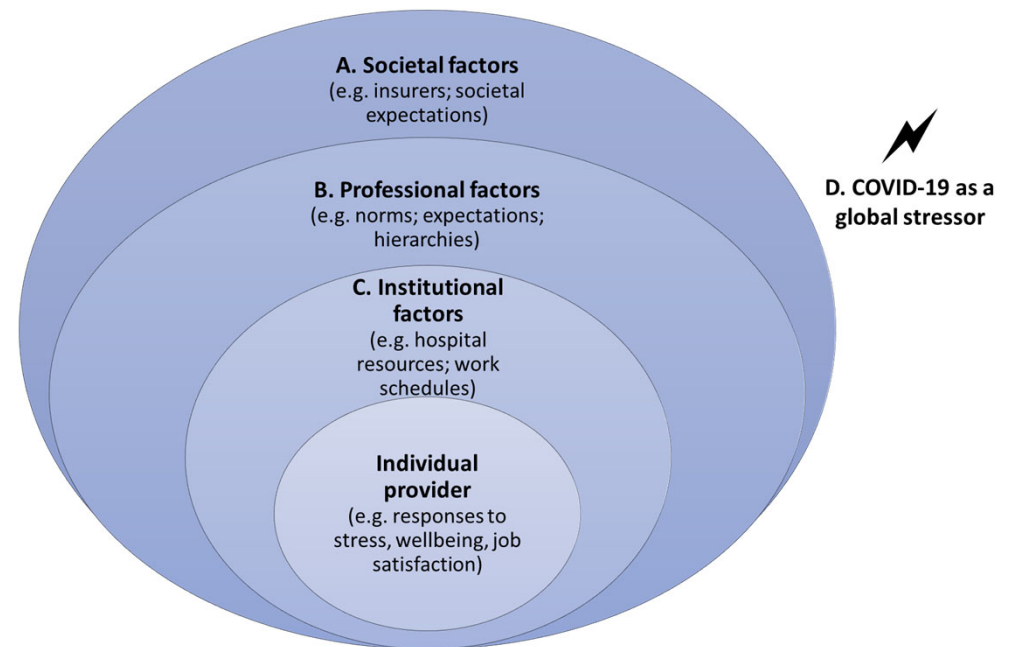 A. Societal factors
(e.g. insurers; societal
expectations)
B. Professional factors
(e.g. norms; expectations;
hierarchies)
C. Institutional
factors
(e.g. hospital
resources; work
schedules)
Individual
provider
(e.g. responses to
stress, wellbeing, job
satisfaction)
D. COVID-19 as a
global stressor